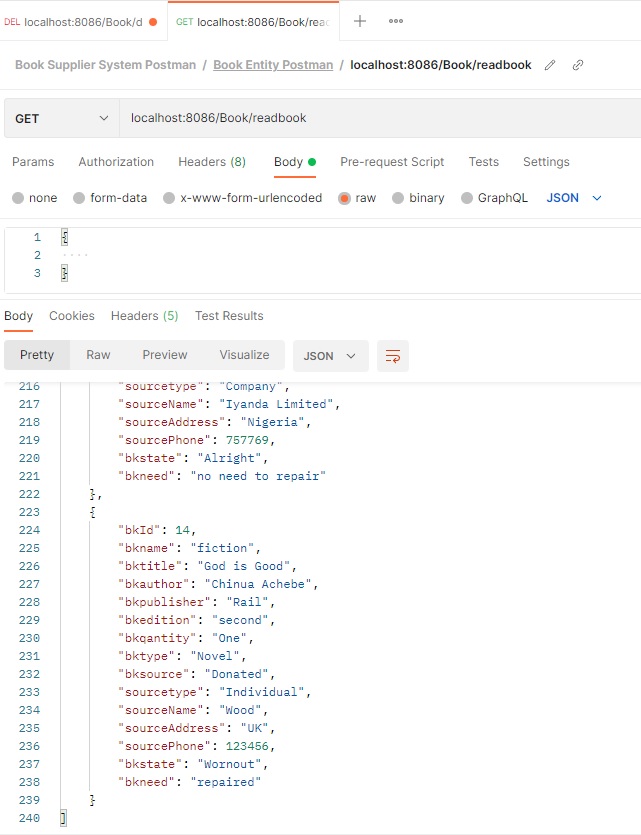 DEL localhost:8086/Book/d
GET localhost:8086/Book/rea
Book Supplier System Postman / Book Entity Postman / localhost:8086/Book/readbook
GET localhost:8086/Book/readbook
Params Authorization Headers (8) Body Pre-request Script Tests Settings
none form-data x-www-form-urlencoded raw binary GraphQL JSON
1 {
2 ····
3 }
Body Cookies Headers (5) Test Results
Pretty Raw Preview Visualize JSON
216 "sourcetype": "Company",
217 "sourceName": "Iyanda Limited",
218 "sourceAddress": "Nigeria",
219 "sourcePhone": 757769,
220 "bkstate": "Alright",
221 "bkneed": "no need to repair"
222 },
223 {
224 "bkId": 14,
225 "bkname": "fiction",
226 "bktitle": "God is Good",
227 "bkauthor": "Chinua Achebe",
228 "bkpublisher": "Rail",
229 "bkedition": "second",
230 "bkqantity": "One",
231 "bktype": "Novel",
232 "bksource": "Donated",
233 "sourcetype": "Individual",
234 "sourceName": "Wood",
235 "sourceAddress": "UK",
236 "sourcePhone": 123456,
237 "bkstate": "Wornout",
238 "bkneed": "repaired"
239 }
240 ]